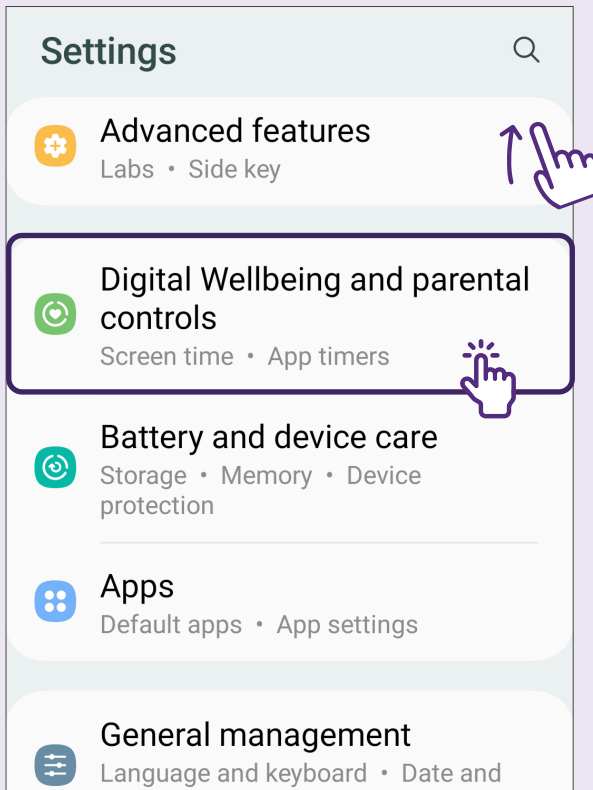 Settings
Advanced features
Labs • Side key
Digital Wellbeing and parental
controls
Screen time • App timers
Battery and device care
Storage • Memory • Device
protection
Apps
Default apps • App settings
General management
Language and keyboard • Date and